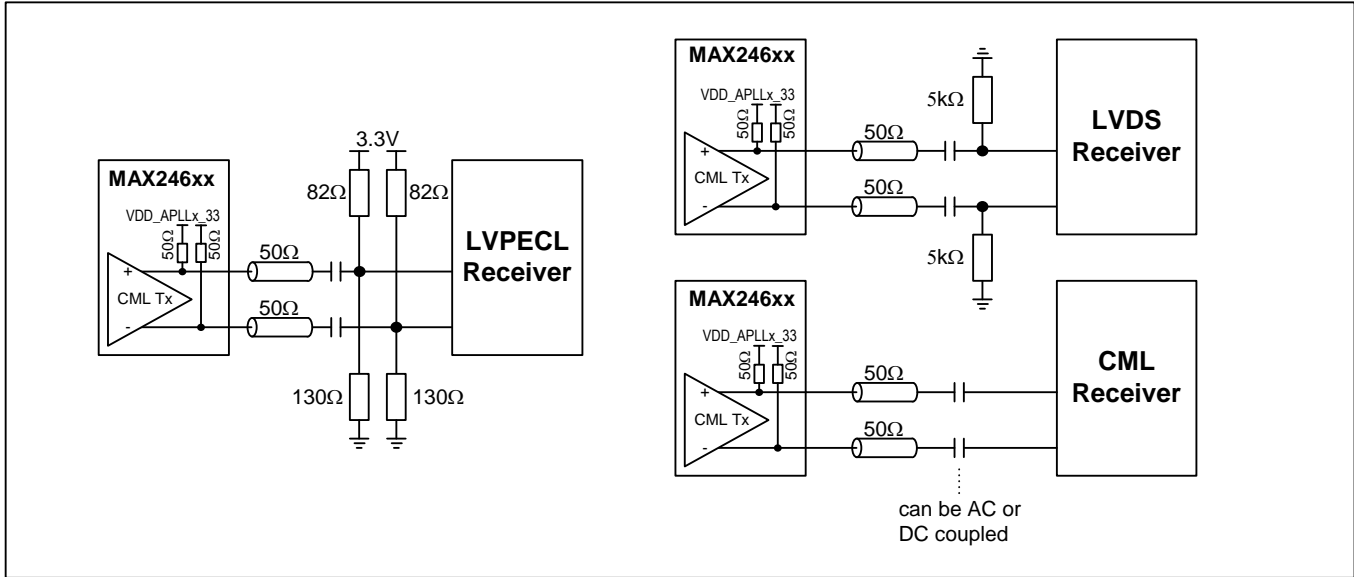 MAX246xx
VDD_APLLx_33
50Ω
50Ω
+
CML Tx
-
50Ω
50Ω
3.3V
82Ω
82Ω
130Ω
130Ω
LVPECL
Receiver
MAX246xx
VDD_APLLx_33
50Ω
50Ω
+
CML Tx
-
50Ω
50Ω
5kΩ
5kΩ
LVDS
Receiver
MAX246xx
VDD_APLLx_33
50Ω
50Ω
+
CML Tx
-
50Ω
50Ω
CML
Receiver
can be AC or
DC coupled